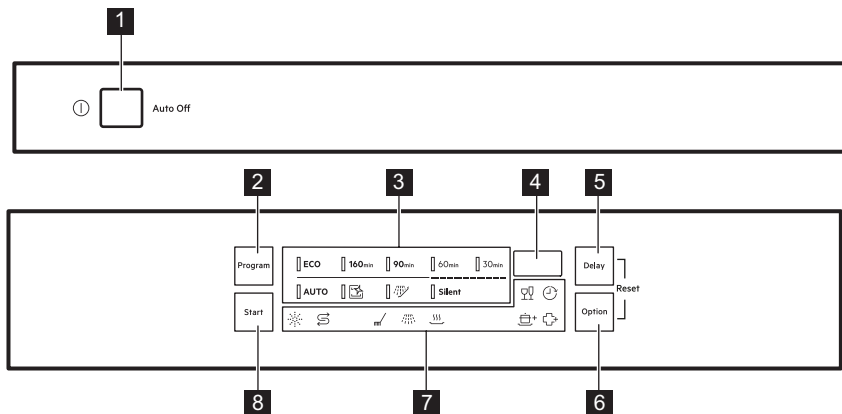 1
Auto Off
2 3 4 5
Program ECO 160min 90min 60min 30min Delay
Reset
AUTO Silent
Start Option
8 7 6